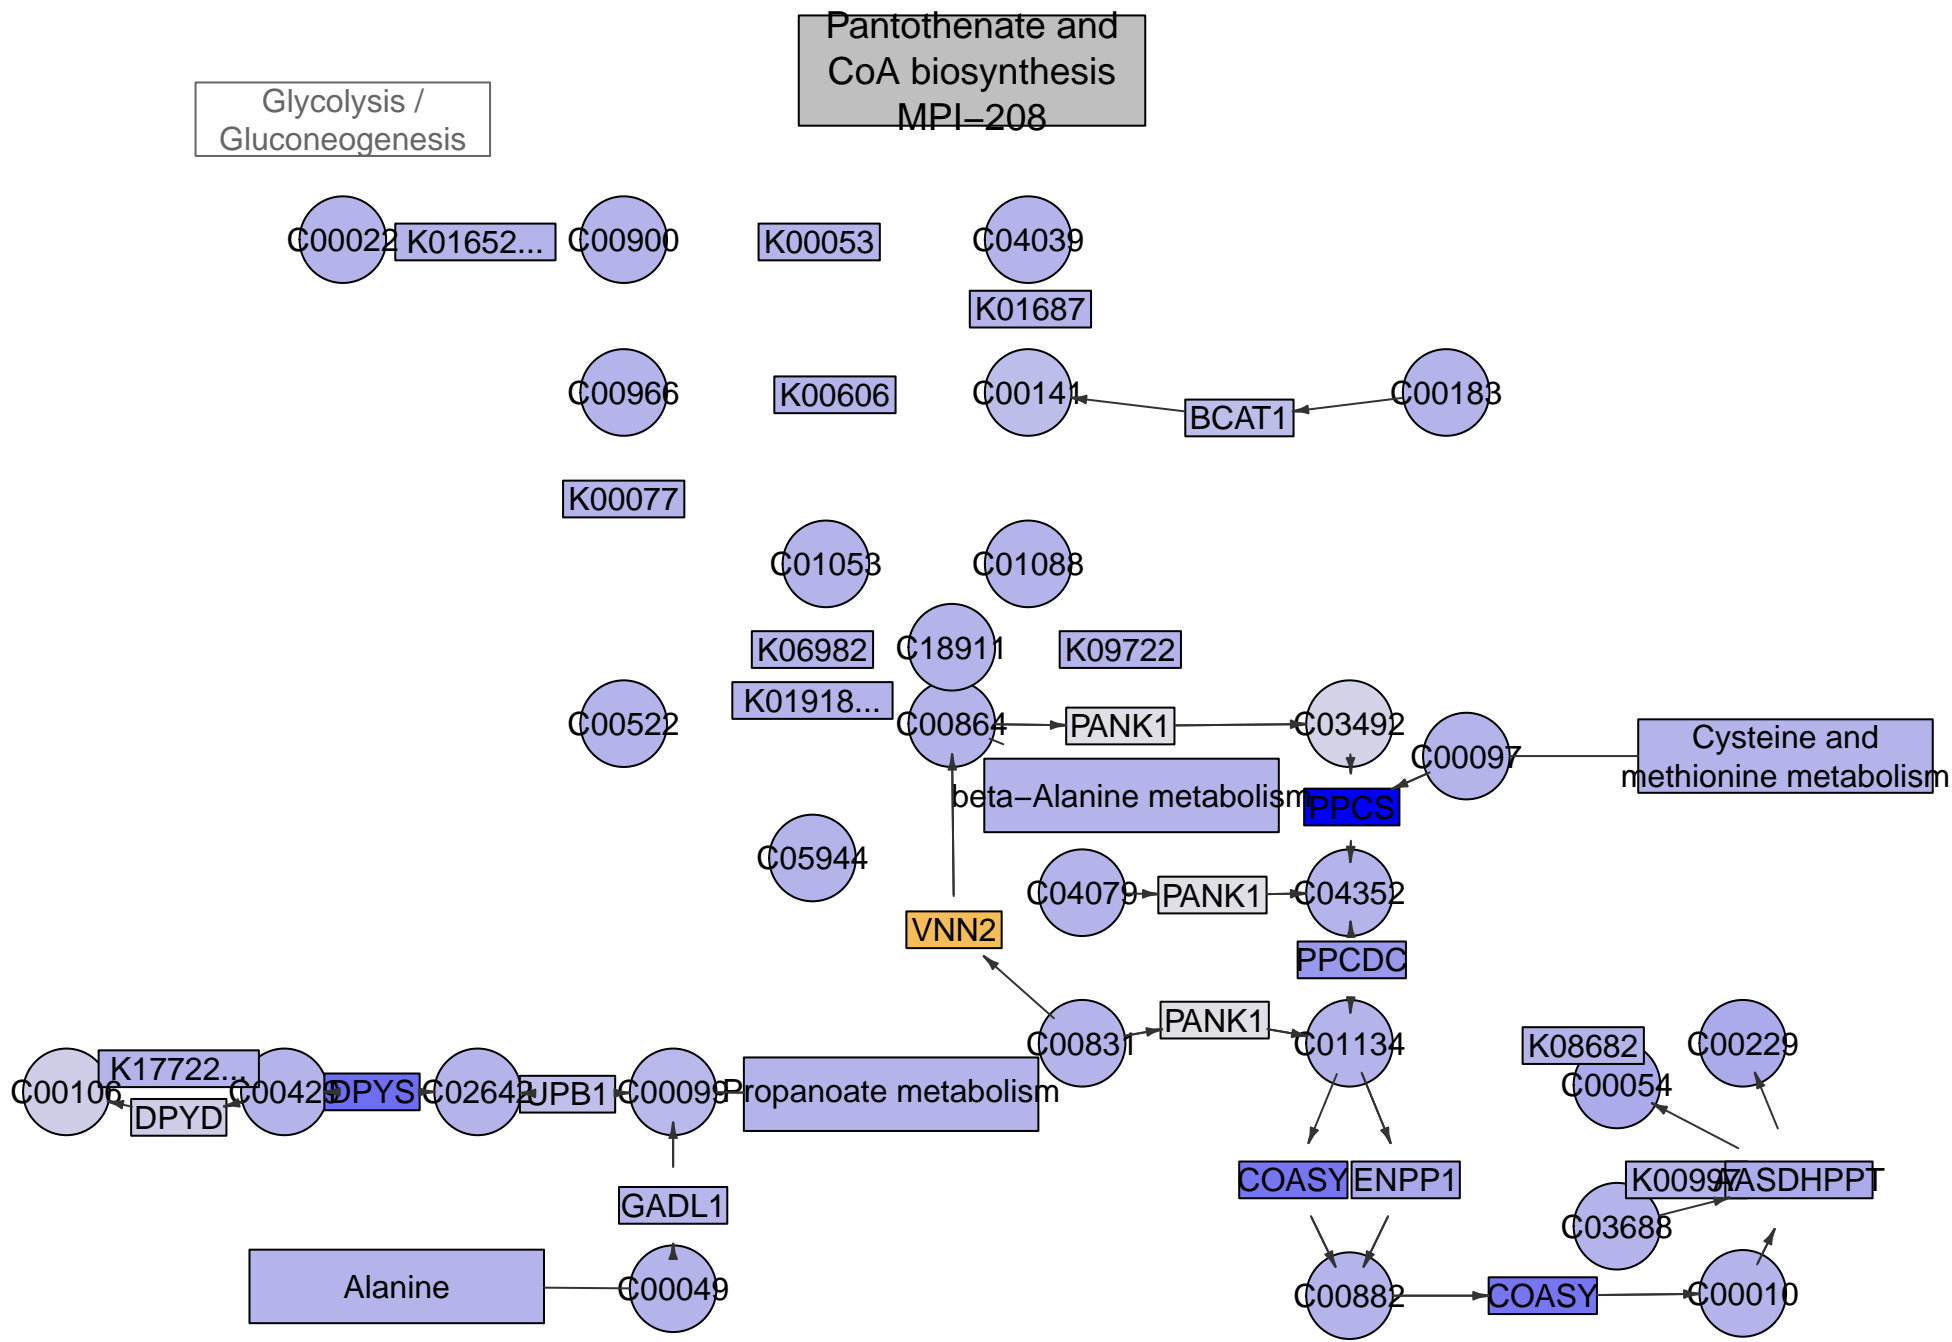 Pantothenate and
CoA biosynthesis
MPI−208
Glycolysis /
Gluconeogenesis
C00022
K01652...
C00900
K00053
C04039
K01687
C00966
K00606
C00141
BCAT1
C00183
K00077
C01053
C01088
K06982
C18911
K09722
K01918...
C00522
C00864
PANK1
C03492
C00097
Cysteine and
methionine metabolism
beta−Alanine metabolism
PPCS
C05944
C04079
PANK1
C04352
VNN2
PPCDC
C00831
PANK1
C01134
K08682
C00229
C00054
C00106
K17722...
DPYD
C00429
DPYS
C02642
UPB1
C00099
Propanoate metabolism
COASY
ENPP1
K00997
AASDHPPT
GADL1
C03688
Alanine
C00049
C00882
COASY
C00010